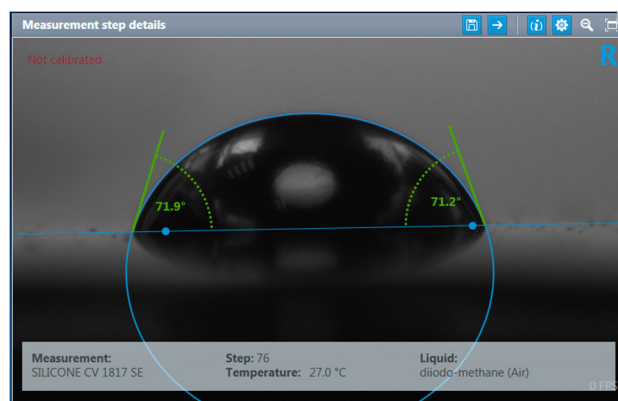 Measurement step details
Not calibrated
R
71.9°
71.2°
Measurement:
SILICONE CV 1817 SE
Step: 76
Temperature: 27.0 °C
Liquid:
diiodo-methane (Air)
0 FPS